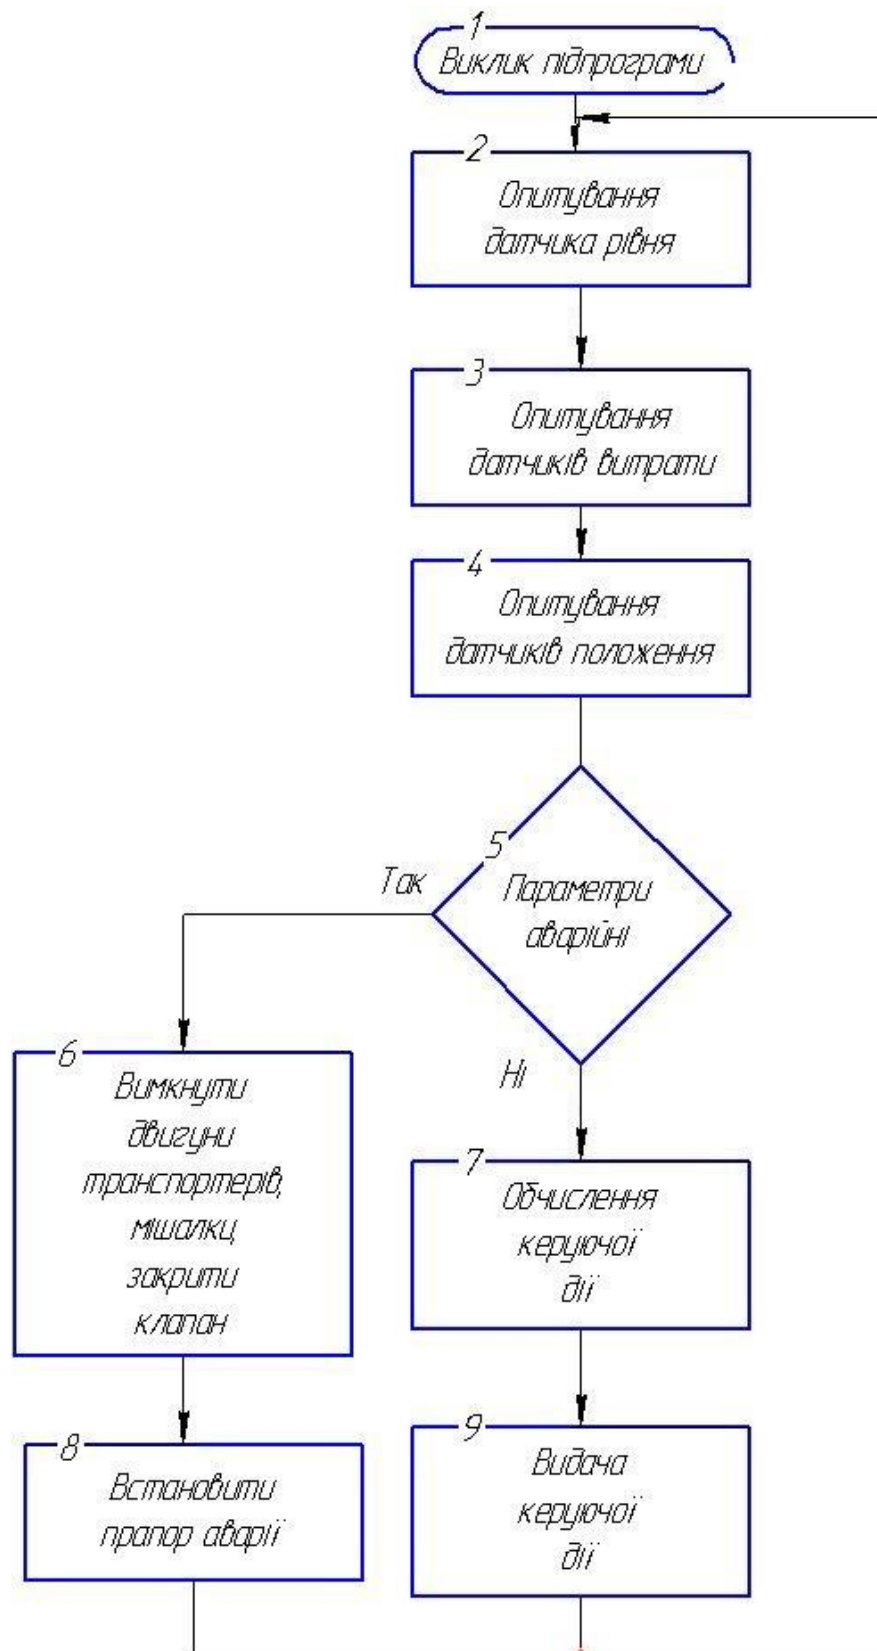 1
Виклик підпрограми
2
Опитування
датчика рівня
3
Опитування
датчиків витрати
4
Опитування
датчиків положення
5
Параметри
аварійні
Так
Ні
6
Вимкнути
двигуни
транспортерів,
мішалки,
закрити
клапан
7
Обчислення
керуючої
дії
8
Встановити
прапор аварії
9
Видача
керуючої
дії